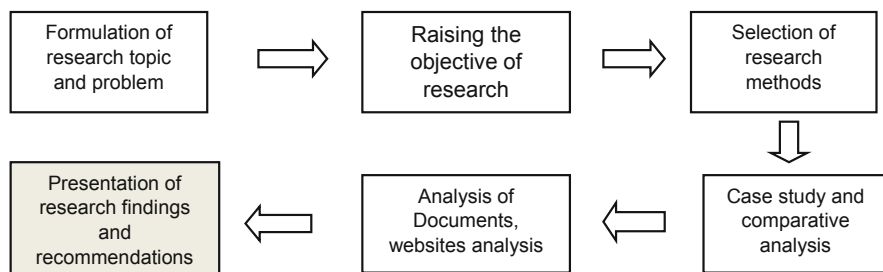 Formulation of
research topic
and problem
Raising the
objective of
research
Selection of
research
methods
Case study and
comparative
analysis
Analysis of
Documents,
websites analysis
Presentation of
research findings
and
recommendations